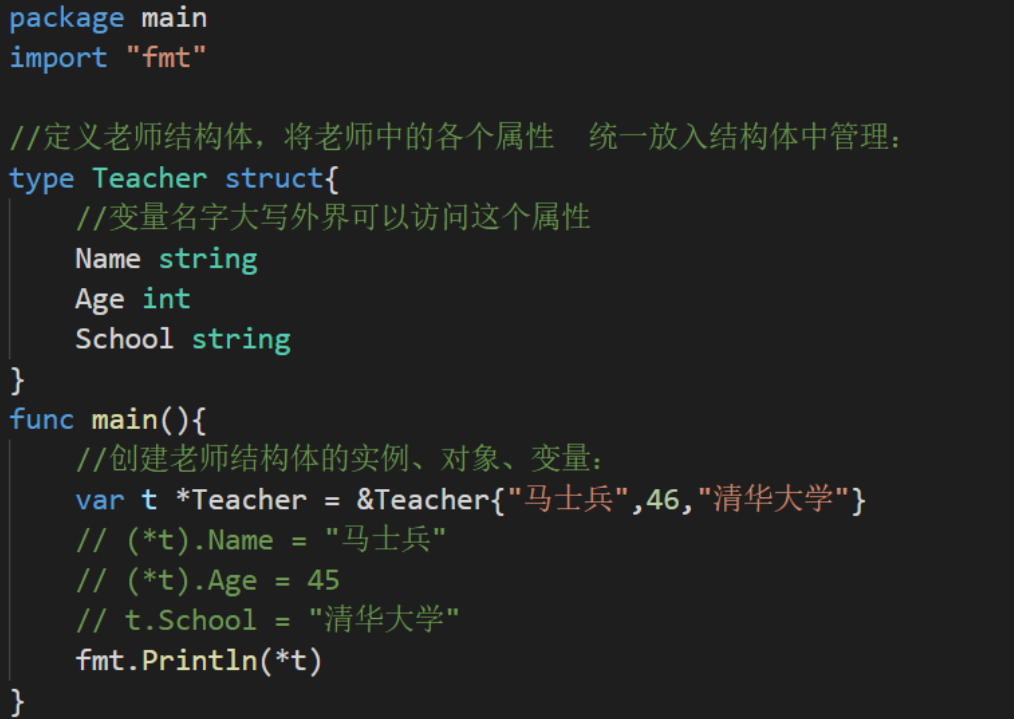 package main
import "fmt"
//定义老师结构体，将老师中的各个属性  统一放入结构体中管理：
type Teacher struct{
    //变量名字大写外界可以访问这个属性
    Name string
    Age int
    School string
}
func main(){
    //创建老师结构体的实例、对象、变量：
    var t *Teacher = &Teacher{"马士兵",46,"清华大学"}
    // (*t).Name = "马士兵"
    // (*t).Age = 45
    // t.School = "清华大学"
    fmt.Println(*t)
}